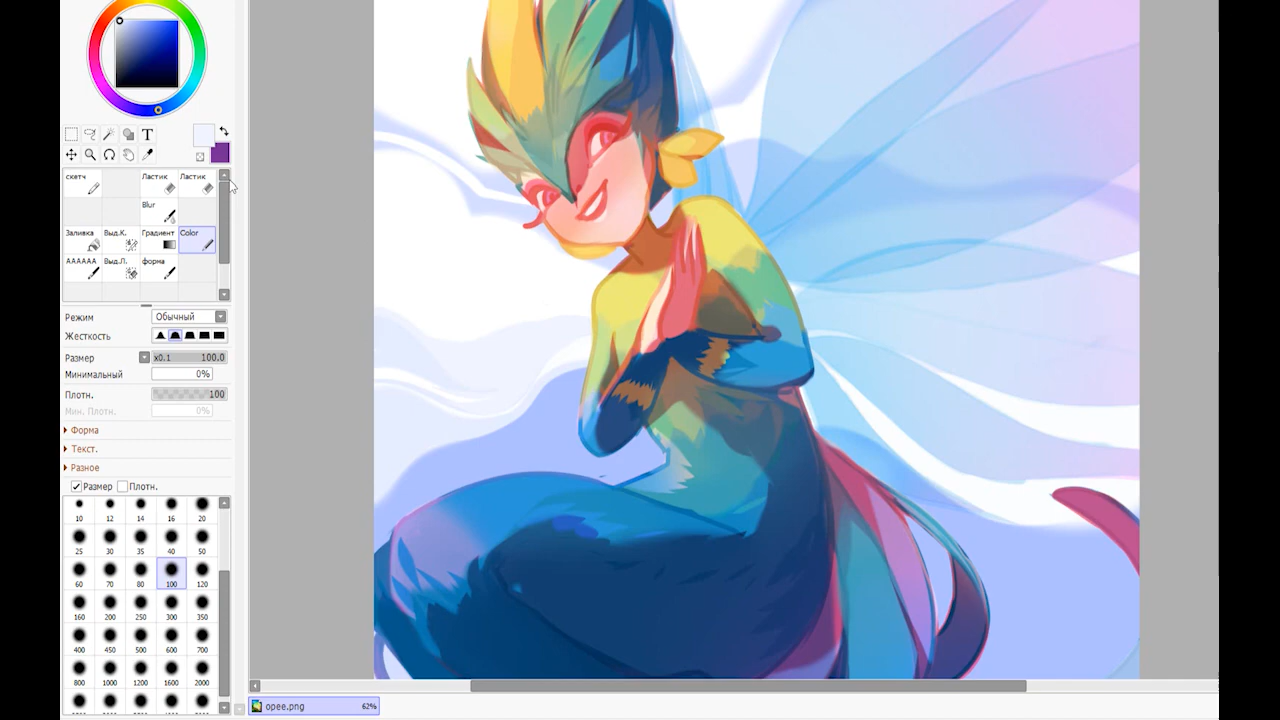 T
скетч
Ластик
Ластик
Blur
Заливка
Выд.К.
Градиент
Color
АААААА
Выд.Л.
форма
Режим
Обычный
Жесткость
Размер
x0.1
100.0
Минимальный
0%
Плотн.
100
Мин. Плотн.
0%
Форма
Текст.
Разное
Размер
Плотн.
10 12 14 16 20
25 30 35 40 50
60 70 80 100 120
160 200 250 300 350
400 450 500 600 700
800 1000 1200 1600 2000
opee.png
62%